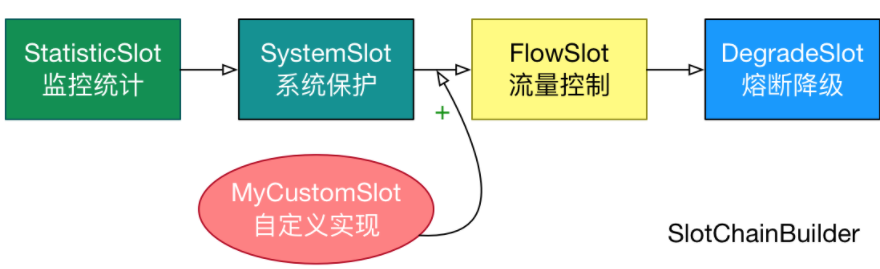 StatisticSlot
监控统计
SystemSlot
系统保护
FlowSlot
流量控制
DegradeSlot
熔断降级
+
MyCustomSlot
自定义实现
SlotChainBuilder